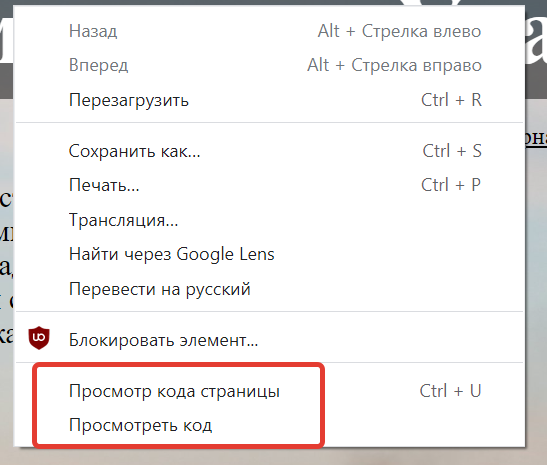 Назад Alt + Стрелка влево
Вперед Alt + Стрелка вправо
Перезагрузить Ctrl + R
Сохранить как... Ctrl + S
Печать... Ctrl + P
Трансляция...
Найти через Google Lens
Перевести на русский
Блокировать элемент...
Просмотр кода страницы Ctrl + U
Просмотреть код